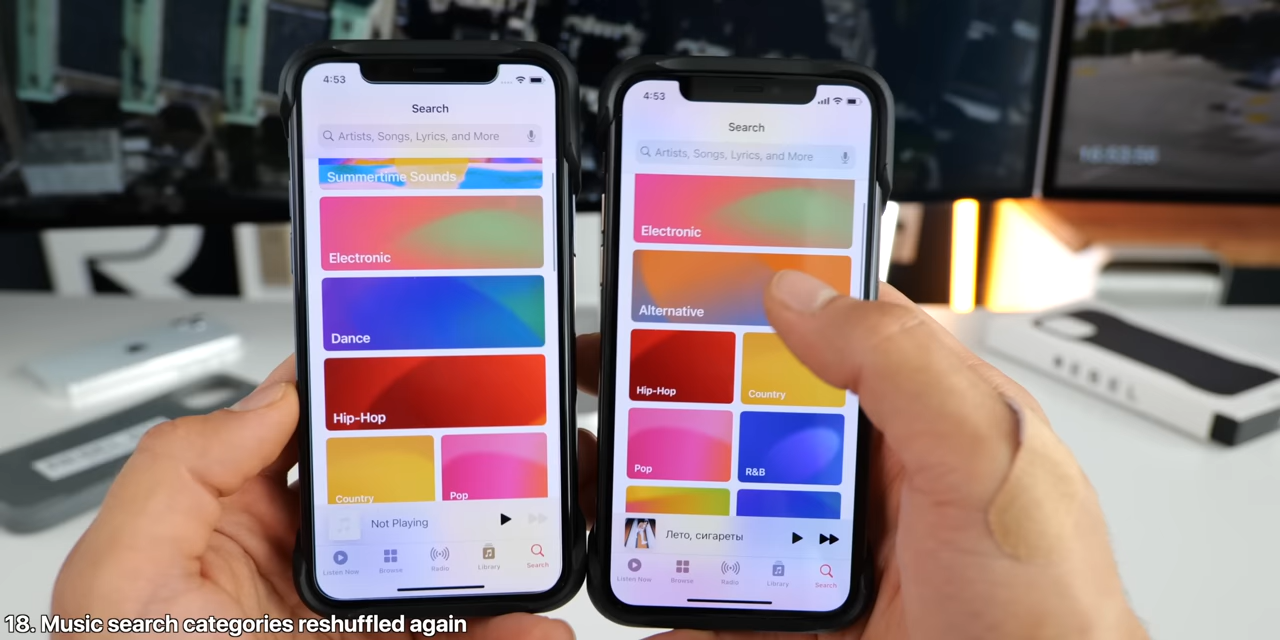 4:53
Search
Artists, Songs, Lyrics, and More
Summertime Sounds
Electronic
Dance
Hip-Hop
Country
Pop
Not Playing
Listen Now
Browse
Radio
Library
Search
4:53
Search
Artists, Songs, Lyrics, and More
Electronic
Alternative
Hip-Hop
Country
Pop
R&B
Лето, сигареты
Listen Now
Browse
Radio
Library
Search
18. Music search categories reshuffled again